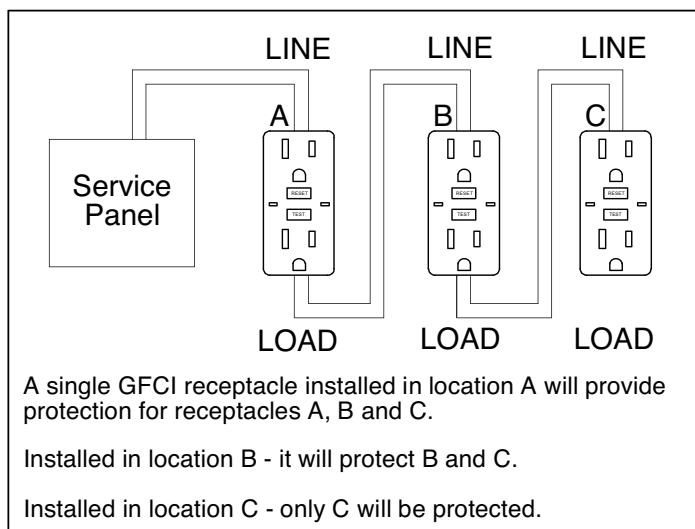 LINE LINE LINE
A B C
Service
Panel
RESET RESET RESET
TEST TEST TEST
LOAD LOAD LOAD
A single GFCI receptacle installed in location A will provide
protection for receptacles A, B and C.
Installed in location B - it will protect B and C.
Installed in location C - only C will be protected.